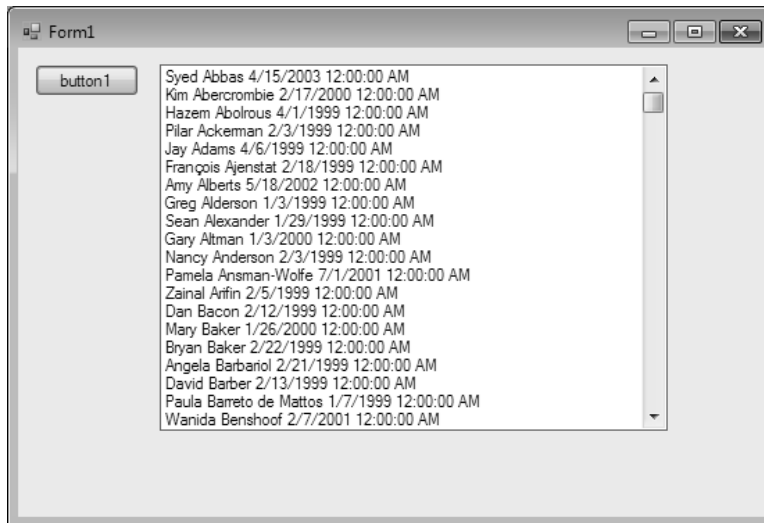 Form1
button1
Syed Abbas 4/15/2003 12:00:00 AM
Kim Abercrombie 2/17/2000 12:00:00 AM
Hazem Abolrous 4/1/1999 12:00:00 AM
Pilar Ackerman 2/3/1999 12:00:00 AM
Jay Adams 4/6/1999 12:00:00 AM
François Ajenstat 2/18/1999 12:00:00 AM
Amy Alberts 5/18/2002 12:00:00 AM
Greg Alderson 1/3/1999 12:00:00 AM
Sean Alexander 1/29/1999 12:00:00 AM
Gary Altman 1/3/2000 12:00:00 AM
Nancy Anderson 2/3/1999 12:00:00 AM
Pamela Ansman-Wolfe 7/1/2001 12:00:00 AM
Zainal Arifin 2/5/1999 12:00:00 AM
Dan Bacon 2/12/1999 12:00:00 AM
Mary Baker 1/26/2000 12:00:00 AM
Bryan Baker 2/22/1999 12:00:00 AM
Angela Barbariol 2/21/1999 12:00:00 AM
David Barber 2/13/1999 12:00:00 AM
Paula Barreto de Mattos 1/7/1999 12:00:00 AM
Wanida Benshoof 2/7/2001 12:00:00 AM